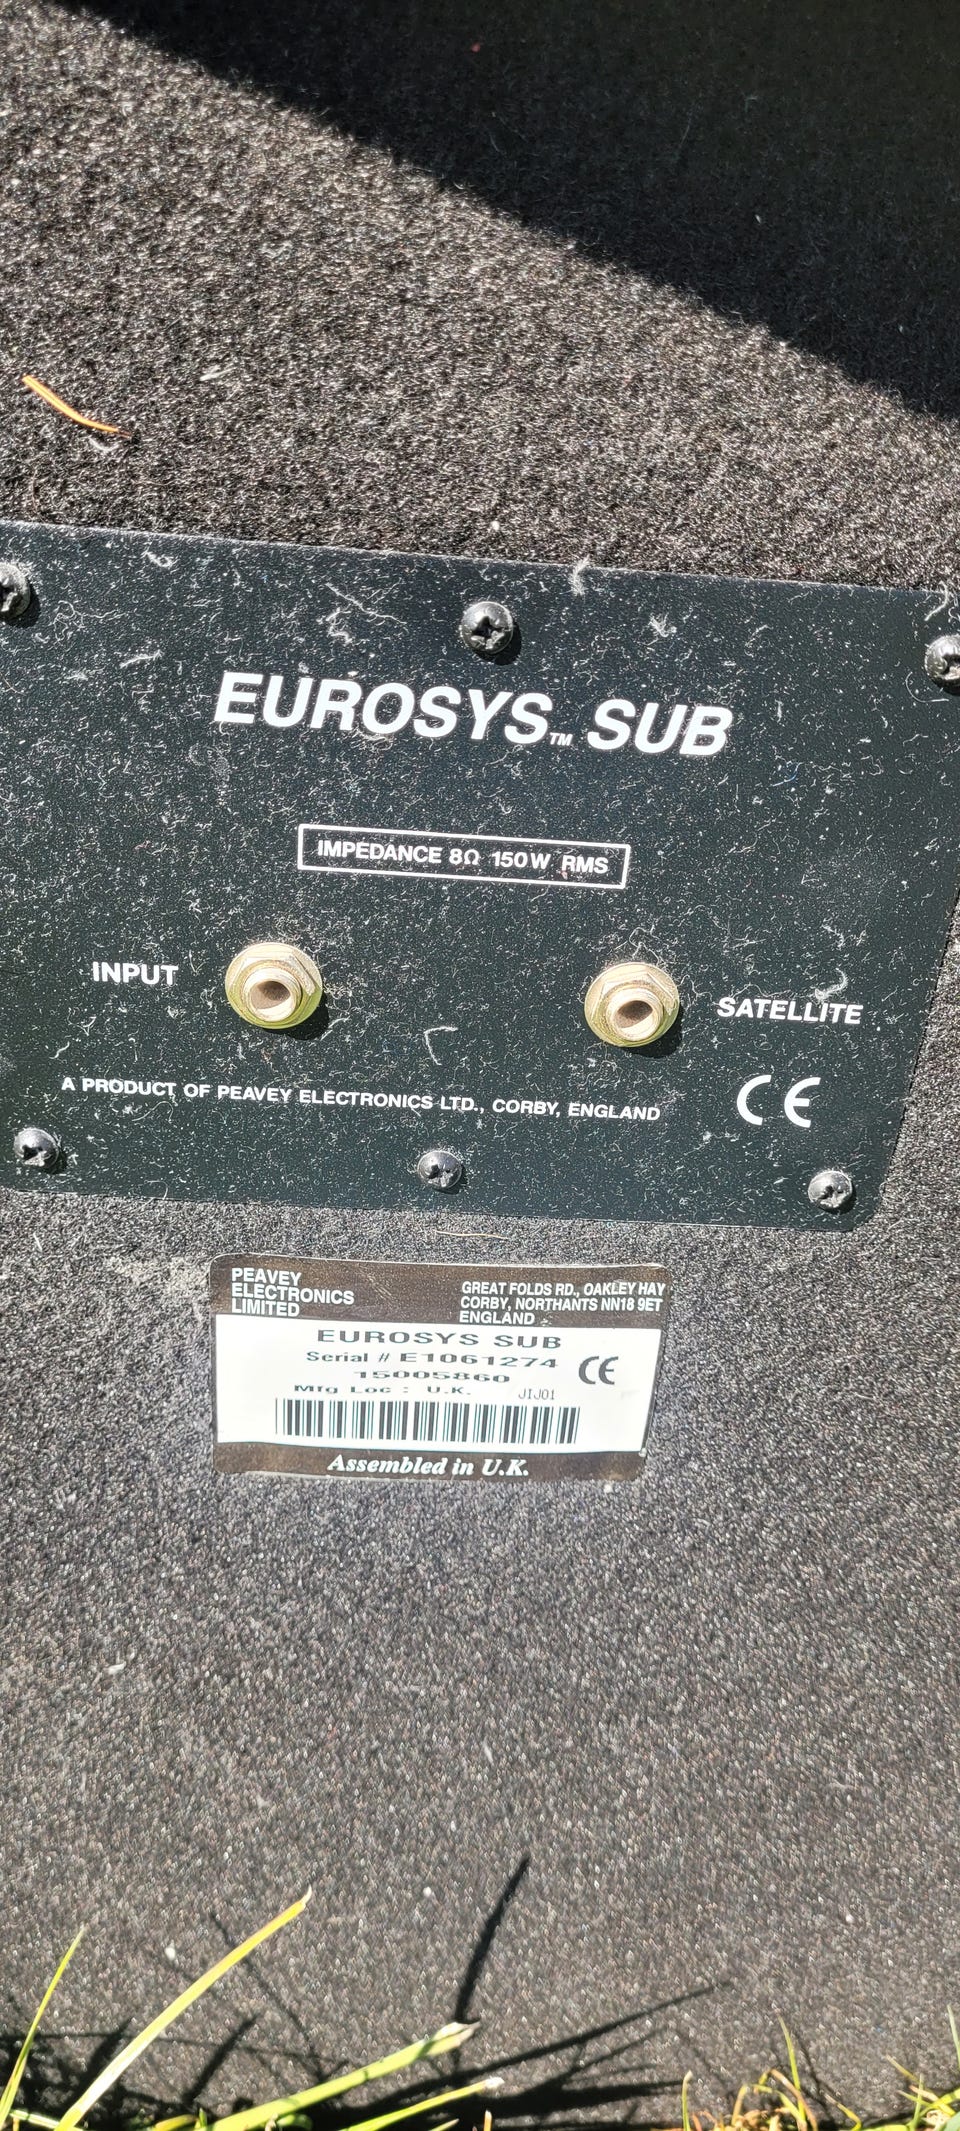 EUROSYS™ SUB
IMPEDANCE 8Ω 150W RMS
INPUT
SATELLITE
A PRODUCT OF PEAVEY ELECTRONICS LTD., CORBY, ENGLAND
CE
PEAVEY
ELECTRONICS
LIMITED
GREAT FOLDS RD., OAKLEY HAY
CORBY, NORTHANTS NN18 9ET
ENGLAND
EUROSYS SUB
Serial # E1061274
CE
15005860
Mfg Loc : U.K. JIJ01
Assembled in U.K.